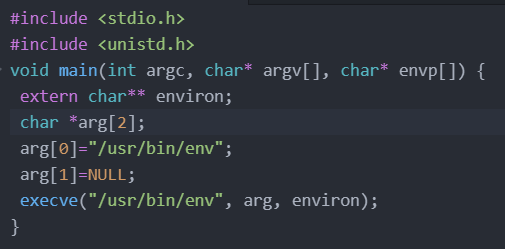 #include <stdio.h>
#include <unistd.h>
void main(int argc, char* argv[], char* envp[]) {
 extern char** environ;
 char *arg[2];
 arg[0]="/usr/bin/env";
 arg[1]=NULL;
 execve("/usr/bin/env", arg, environ);
}